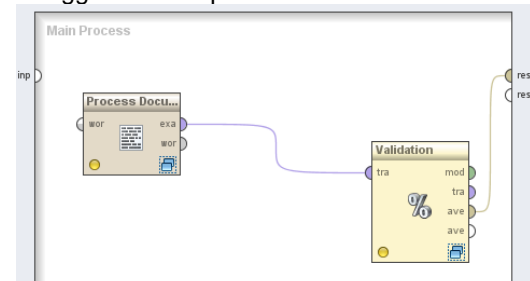 Main Process
inp
res
res
Process Docu...
wor
exa
wor
Validation
tra
mod
tra
ave
ave
%